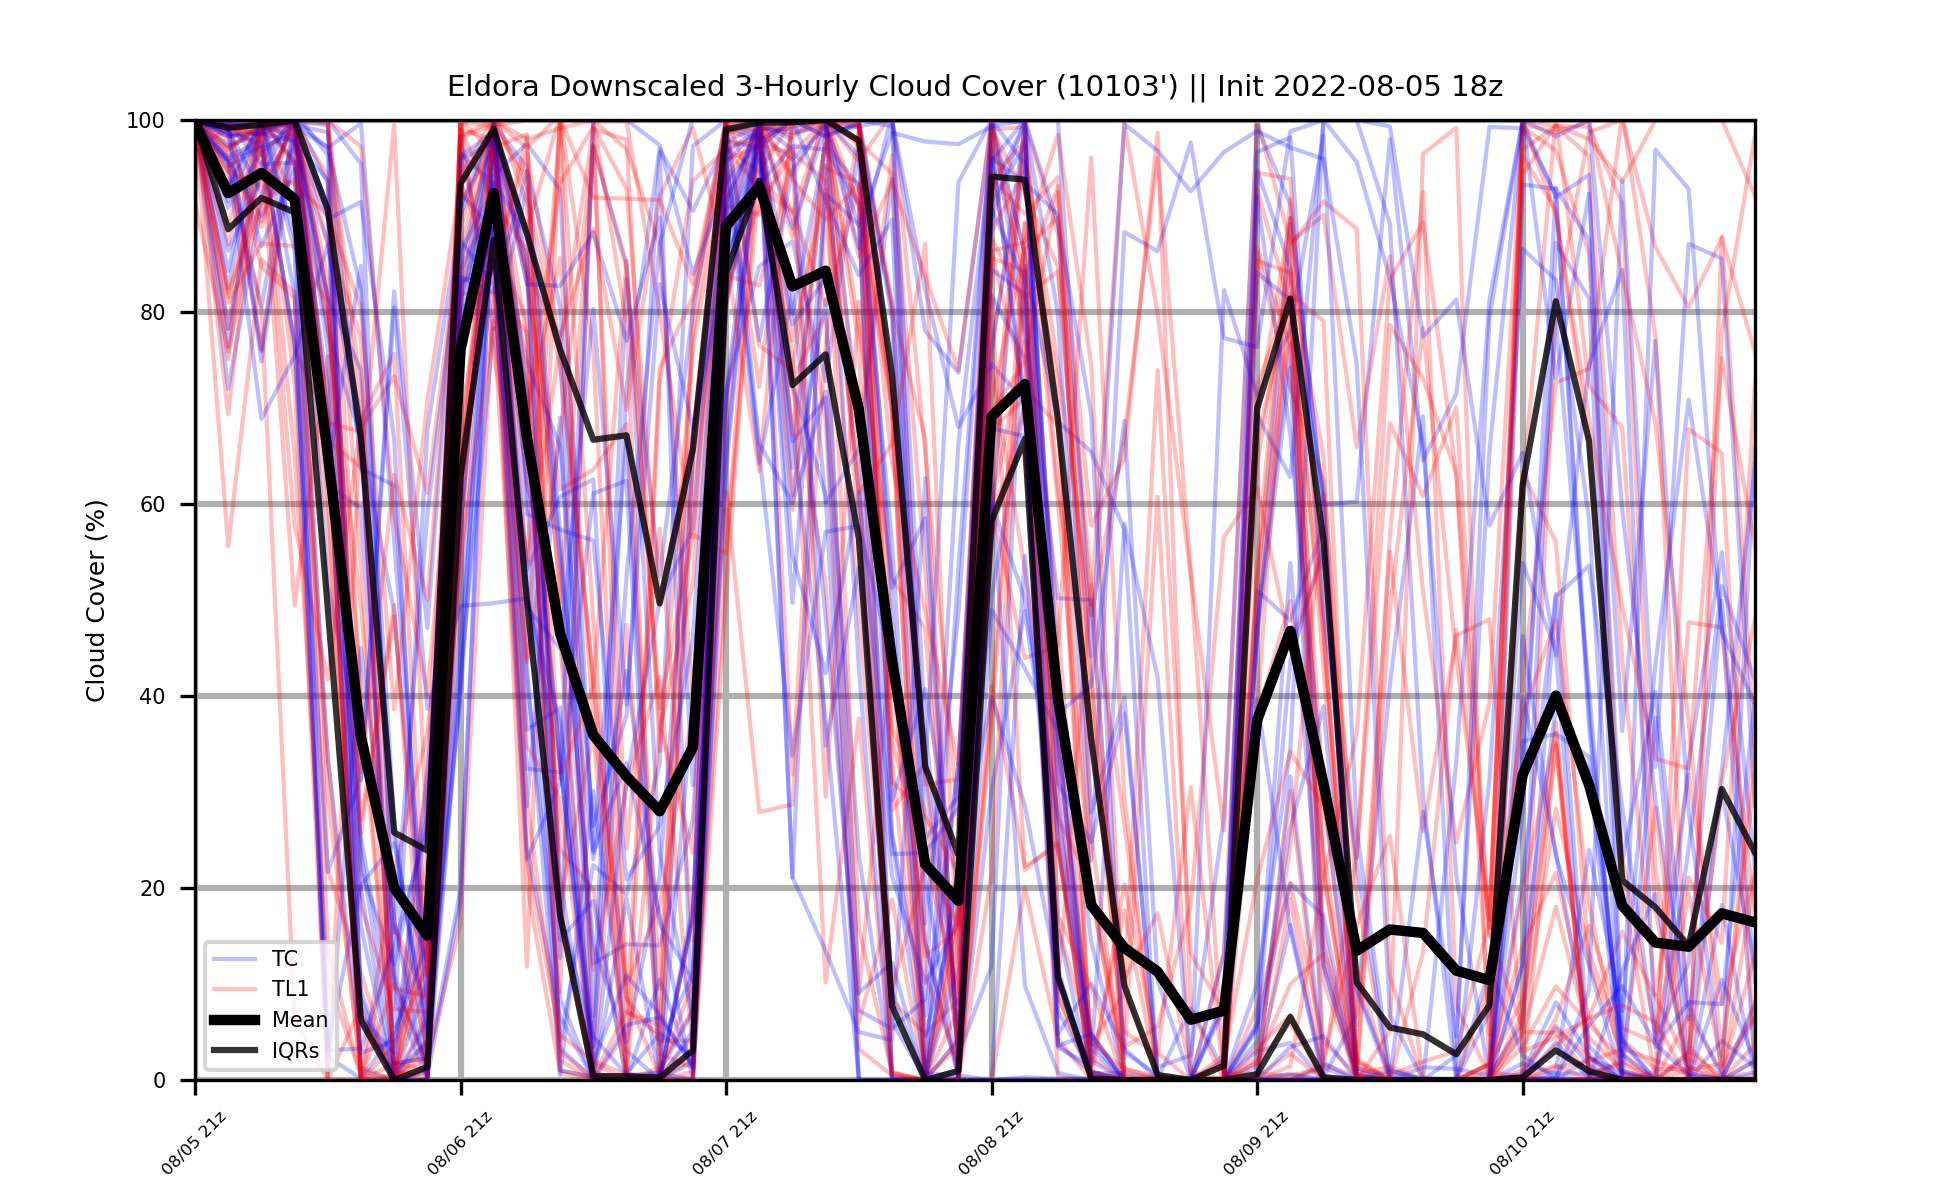 Eldora Downscaled 3-Hourly Cloud Cover (10103') || Init 2022-08-05 18z
Cloud Cover (%)
100
80
60
40
20
0
TC
TL1
Mean
IQRs
08/05 21z
08/06 21z
08/07 21z
08/08 21z
08/09 21z
08/10 21z